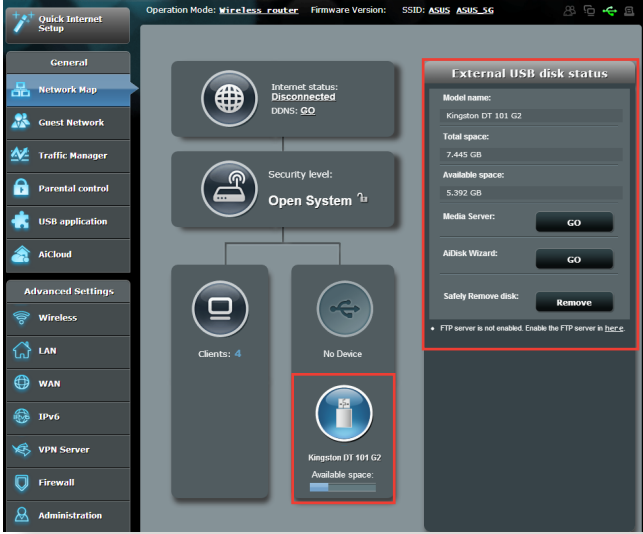 Quick Internet
Setup
Operation Mode: Wireless router Firmware Version: SSID: ASUS ASUS_5G
General
Network Map
Guest Network
Traffic Manager
Parental control
USB application
AiCloud
Advanced Settings
Wireless
LAN
WAN
IPv6
VPN Server
Firewall
Administration
Internet status:
Disconnected
DDNS: GO
Security level:
Open System
Clients: 4
No Device
Kingston DT 101 G2
Available space:
External USB disk status
Model name:
Kingston DT 101 G2
Total space:
7.445 GB
Available space:
5.392 GB
Media Server: GO
AiDisk Wizard: GO
Safely Remove disk: Remove
• FTP server is not enabled. Enable the FTP server in here.